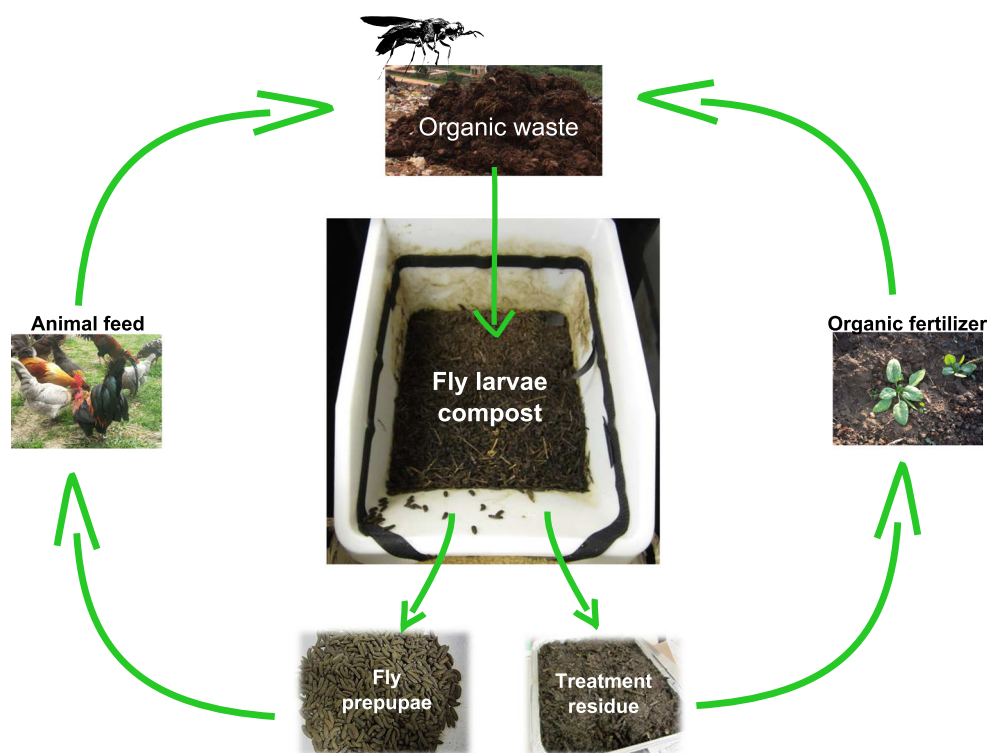 Organic waste
Animal feed
Organic fertilizer
Fly larvae
compost
Fly
prepupae
Treatment
residue